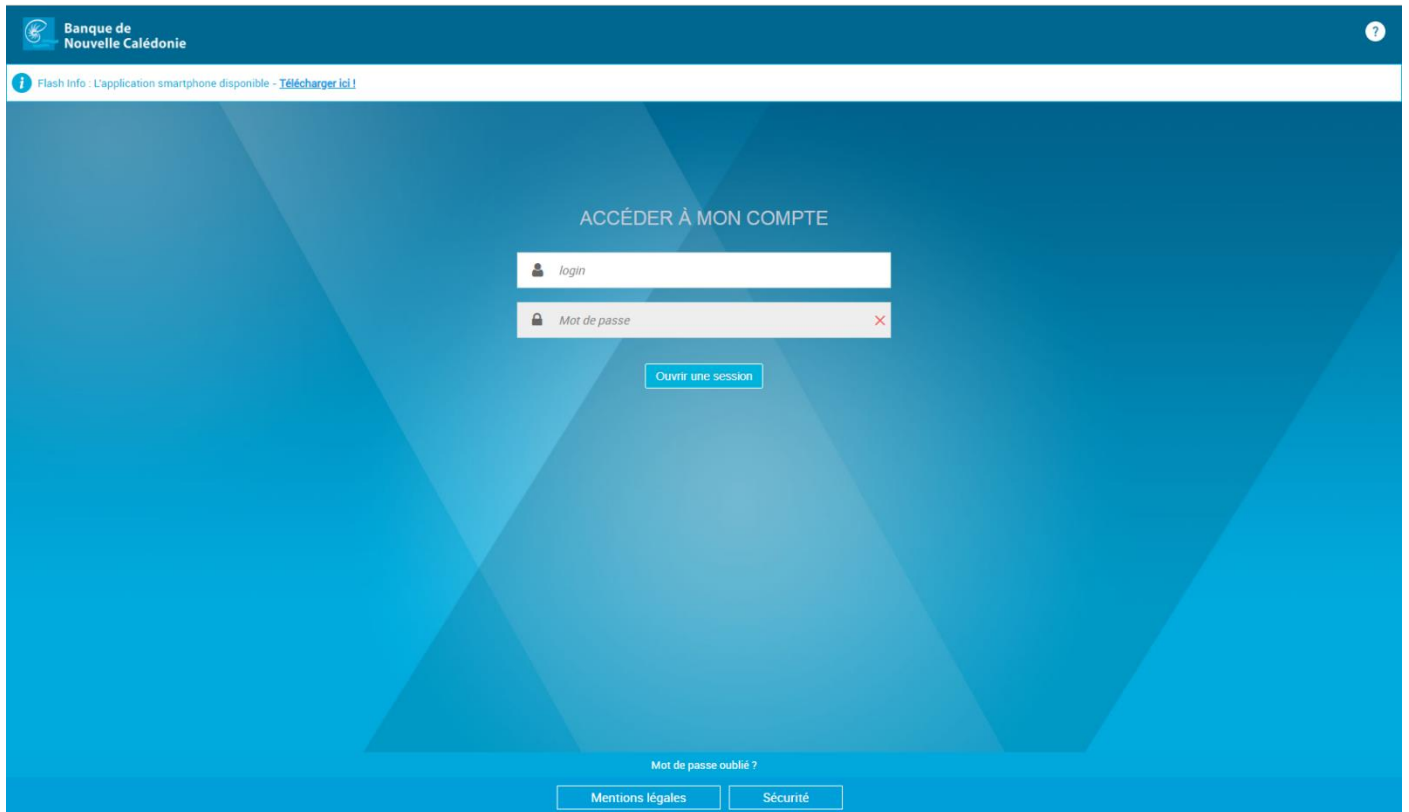 Banque de
Nouvelle Calédonie
?
Flash Info : L'application smartphone disponible - Télécharger ici !
ACCÉDER À MON COMPTE
login
Mot de passe
Ouvrir une session
Mot de passe oublié ?
Mentions légales
Sécurité